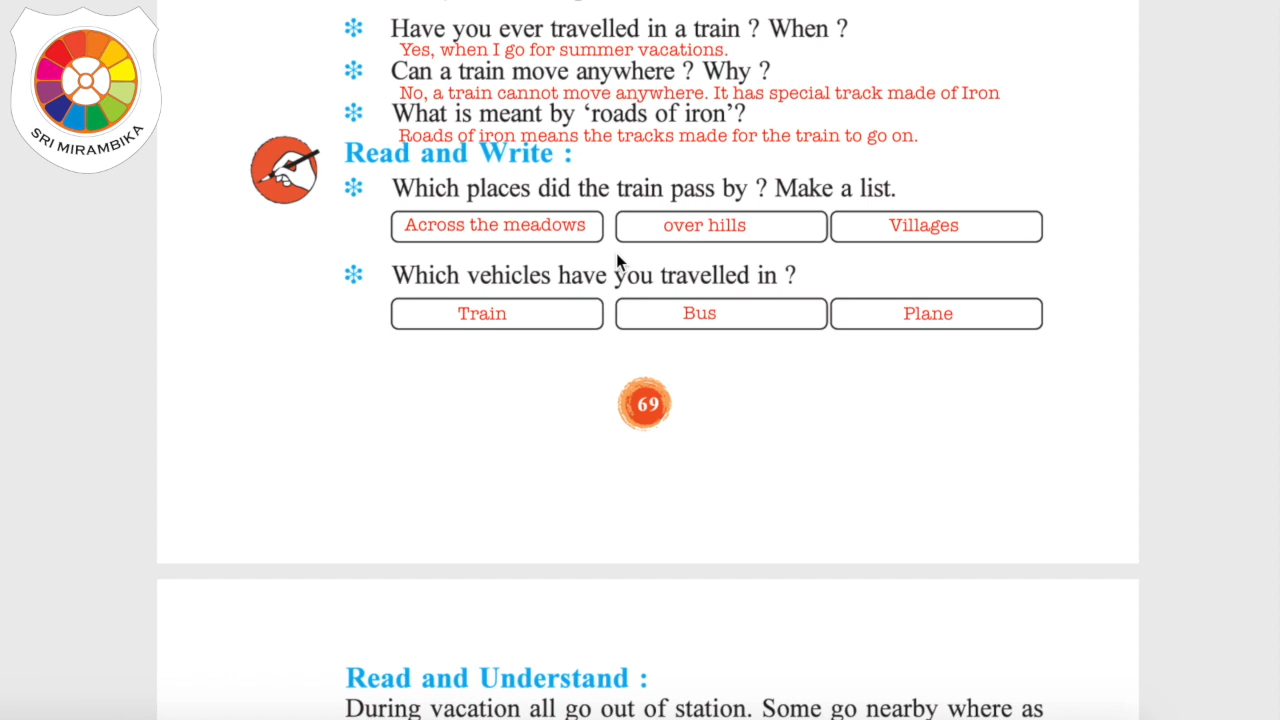 SRI MIRAMBIKA
Have you ever travelled in a train ? When ?
Yes, when I go for summer vacations.
Can a train move anywhere ? Why ?
No, a train cannot move anywhere. It has special track made of Iron
What is meant by ‘roads of iron’?
Roads of iron means the tracks made for the train to go on.
Read and Write :
Which places did the train pass by ? Make a list.
Across the meadows over hills Villages
Which vehicles have you travelled in ?
Train Bus Plane
69
Read and Understand :
During vacation all go out of station. Some go nearby where as